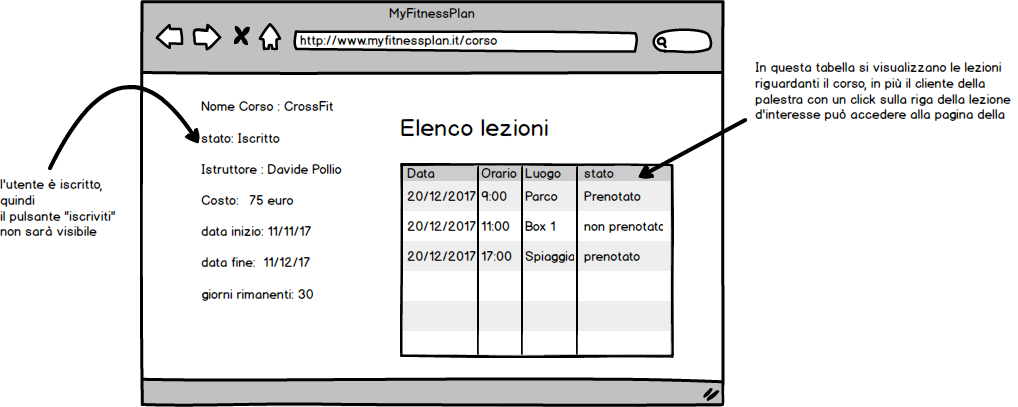 MyFitnessPlan
http://www.myfitnessplan.it/corso
Nome Corso : CrossFit
stato: Iscritto
Istruttore : Davide Pollio
Costo: 75 euro
data inizio: 11/11/17
data fine: 11/12/17
giorni rimanenti: 30
l'utente è iscritto,
quindi
il pulsante "iscriviti"
non sarà visibile
Elenco lezioni
Data Orario Luogo stato
20/12/2017 9:00 Parco Prenotato
20/12/2017 11:00 Box 1 non prenotato
20/12/2017 17:00 Spiaggia prenotato
In questa tabella si visualizzano le lezioni
riguardanti il corso, in più il cliente della
palestra con un click sulla riga della lezione
d'interesse può accedere alla pagina della